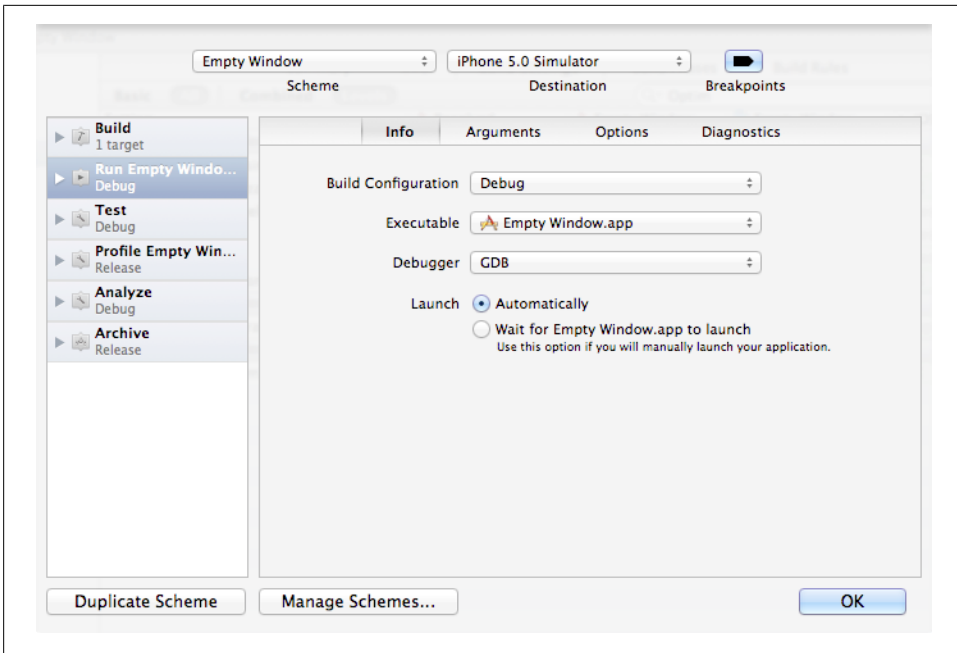 Empty Window
iPhone 5.0 Simulator
Scheme
Destination
Breakpoints
Build
1 target
Run Empty Windo...
Debug
Test
Debug
Profile Empty Win...
Release
Analyze
Debug
Archive
Release
Info
Arguments
Options
Diagnostics
Build Configuration
Debug
Executable
Empty Window.app
Debugger
GDB
Launch
Automatically
Wait for Empty Window.app to launch
Use this option if you will manually launch your application.
Duplicate Scheme
Manage Schemes...
OK